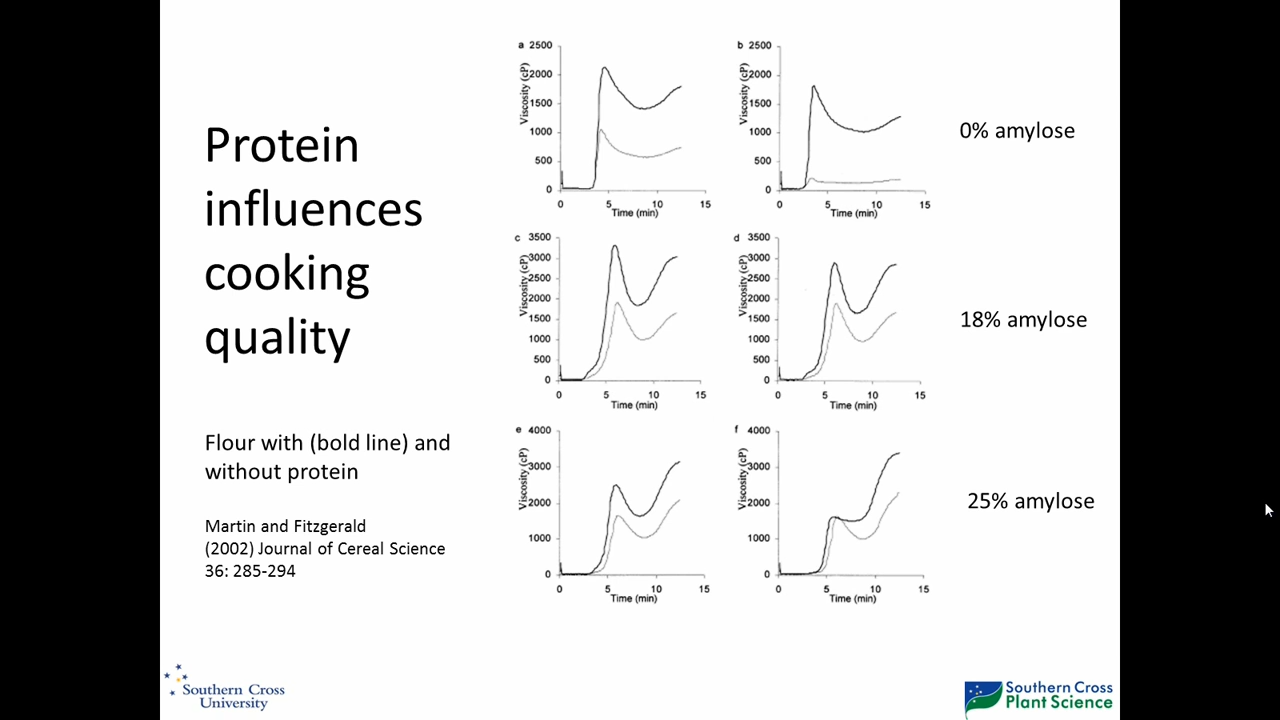 Protein
influences
cooking
quality
Flour with (bold line) and
without protein
Martin and Fitzgerald
(2002) Journal of Cereal Science
36: 285-294
a
2500
2000
1500
1000
500
0
Viscosity (cP)
0 5 10 15
Time (min)
b
2500
2000
1500
1000
500
0
Viscosity (cP)
0 5 10 15
Time (min)
0% amylose
c
3500
3000
2500
2000
1500
1000
500
0
Viscosity (cP)
0 5 10 15
Time (min)
d
3500
3000
2500
2000
1500
1000
500
0
Viscosity (cP)
0 5 10 15
Time (min)
18% amylose
e
4000
3000
2000
1000
0
Viscosity (cP)
0 5 10 15
Time (min)
f
4000
3000
2000
1000
0
Viscosity (cP)
0 5 10 15
Time (min)
25% amylose
Southern Cross
University
Southern Cross
Plant Science